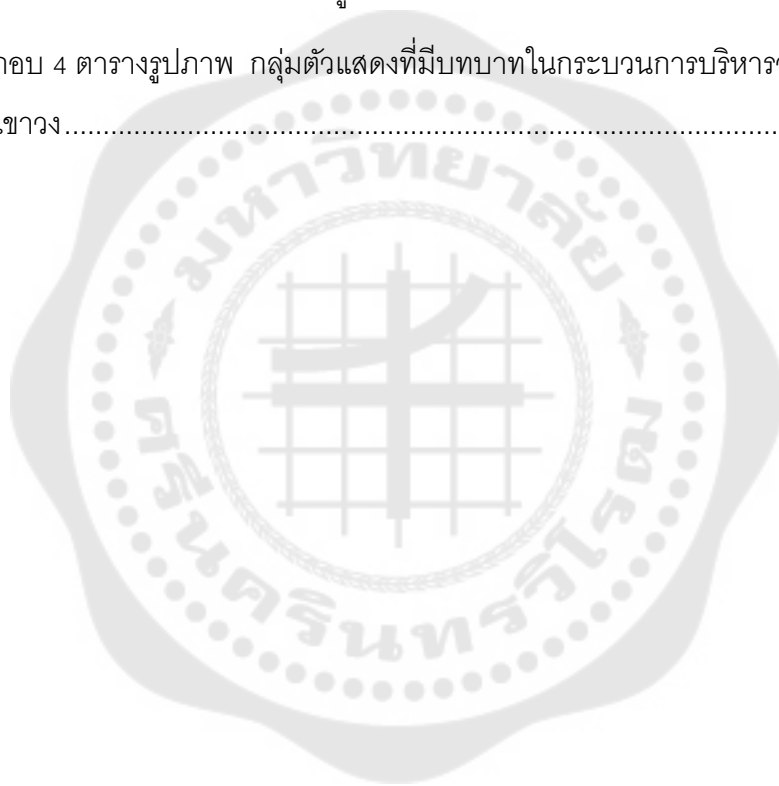 กอบ 4 ตารางรูปภาพ กลุ่มตัวแสดงที่มีบทบาทในกระบวนการบริหาร
เขาวง
มหาวิทยาลัย
ศรีนครินทรวิโรฒ